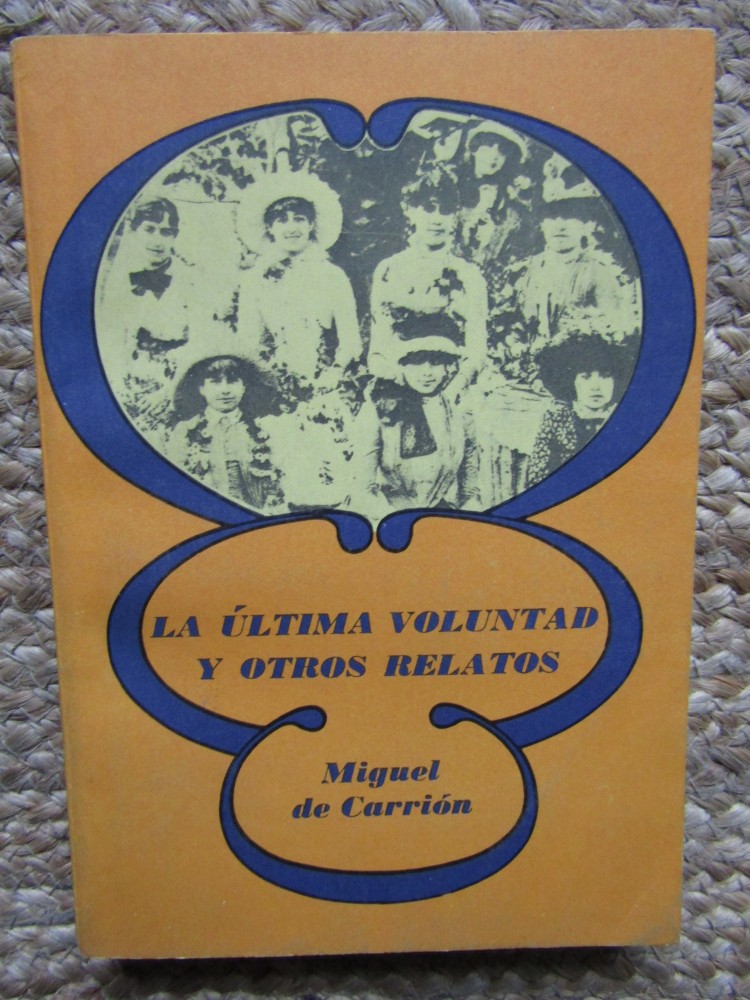 LA ÚLTIMA VOLUNTAD
Y OTROS RELATOS
Miguel
de Carrión